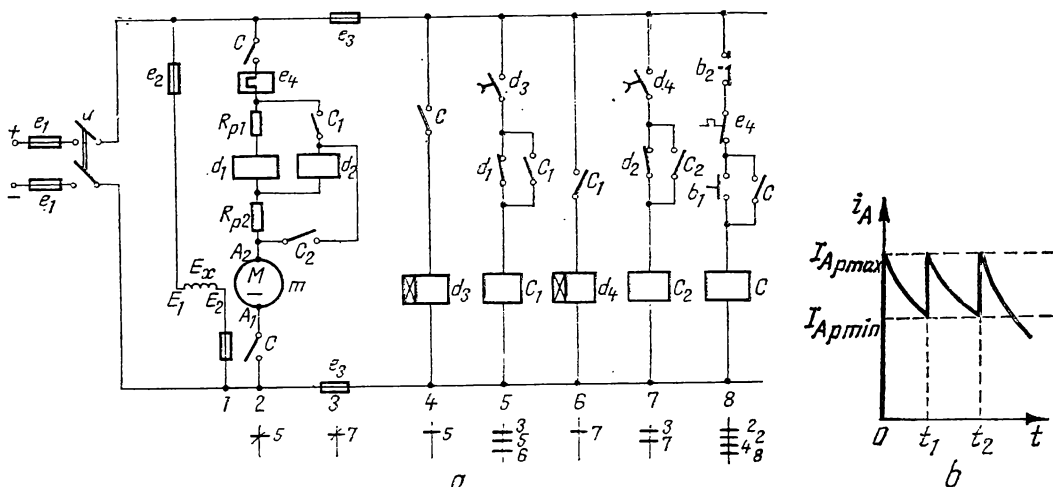 C
e₃
e₂
e₄
b₂
d₃
d₄
u
Rp1
C₁
C
e₄
+
e₁
d₁
d₂
d₁
C₁
C₁
d₂
C₂
b₁
C
−
e₁
Rp2
A₂
C₂
Ex
M
m
E₁
E₂
A₁
C
d₃
C₁
d₄
C₂
C
e₃
1 2 3 4 5 6 7 8
5
7
5
3
5
6
7
3
7
2
2
4
8
a
iA
IApmax
IApmin
0
t₁
t₂
t
b